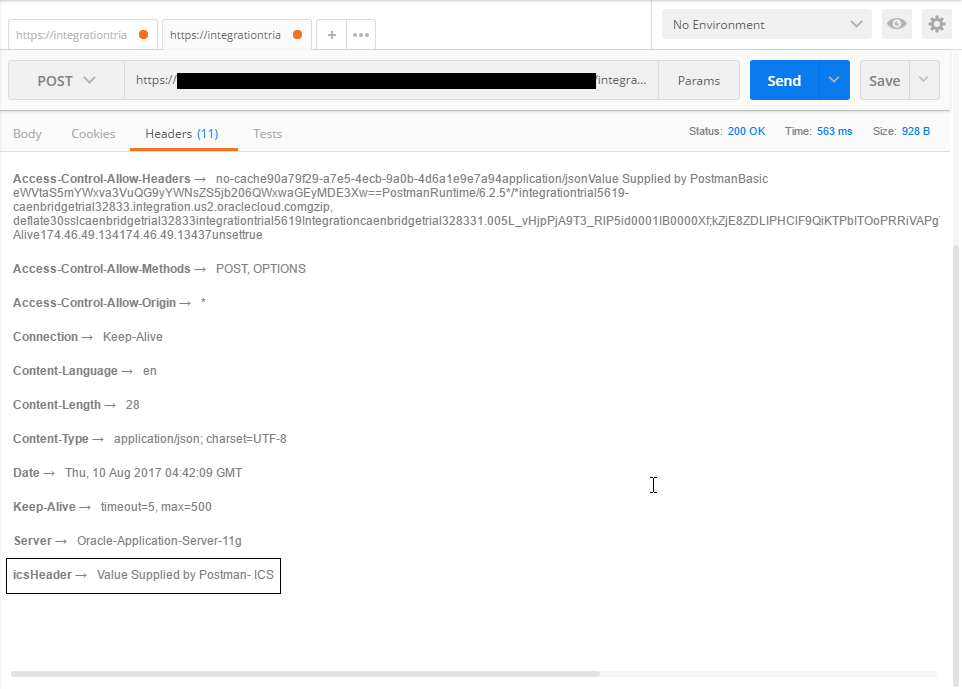 https://integrationtria https://integrationtria + ••• No Environment
POST https:// /integra... Params Send Save
Body Cookies Headers (11) Tests Status: 200 OK Time: 563 ms Size: 928 B
Access-Control-Allow-Headers → no-cache90a79f29-a7e5-4ecb-9a0b-4d6a1e9e7a94application/jsonValue Supplied by PostmanBasic
eWVtaS5mYWxva3VuQG9yYWNsZS5jb206QWxwaGEyMDE3Xw==PostmanRuntime/6.2.5*/*integrationtrial5619-
caenbridgetrial32833.integration.us2.oraclecloud.comgzip,
Alive174.46.49.134174.46.49.13437unsettrue
Access-Control-Allow-Methods → POST, OPTIONS
Access-Control-Allow-Origin → *
Connection → Keep-Alive
Content-Language → en
Content-Length → 28
Content-Type → application/json; charset=UTF-8
Date → Thu, 10 Aug 2017 04:42:09 GMT
Keep-Alive → timeout=5, max=500
Server → Oracle-Application-Server-11g
icsHeader → Value Supplied by Postman- ICS